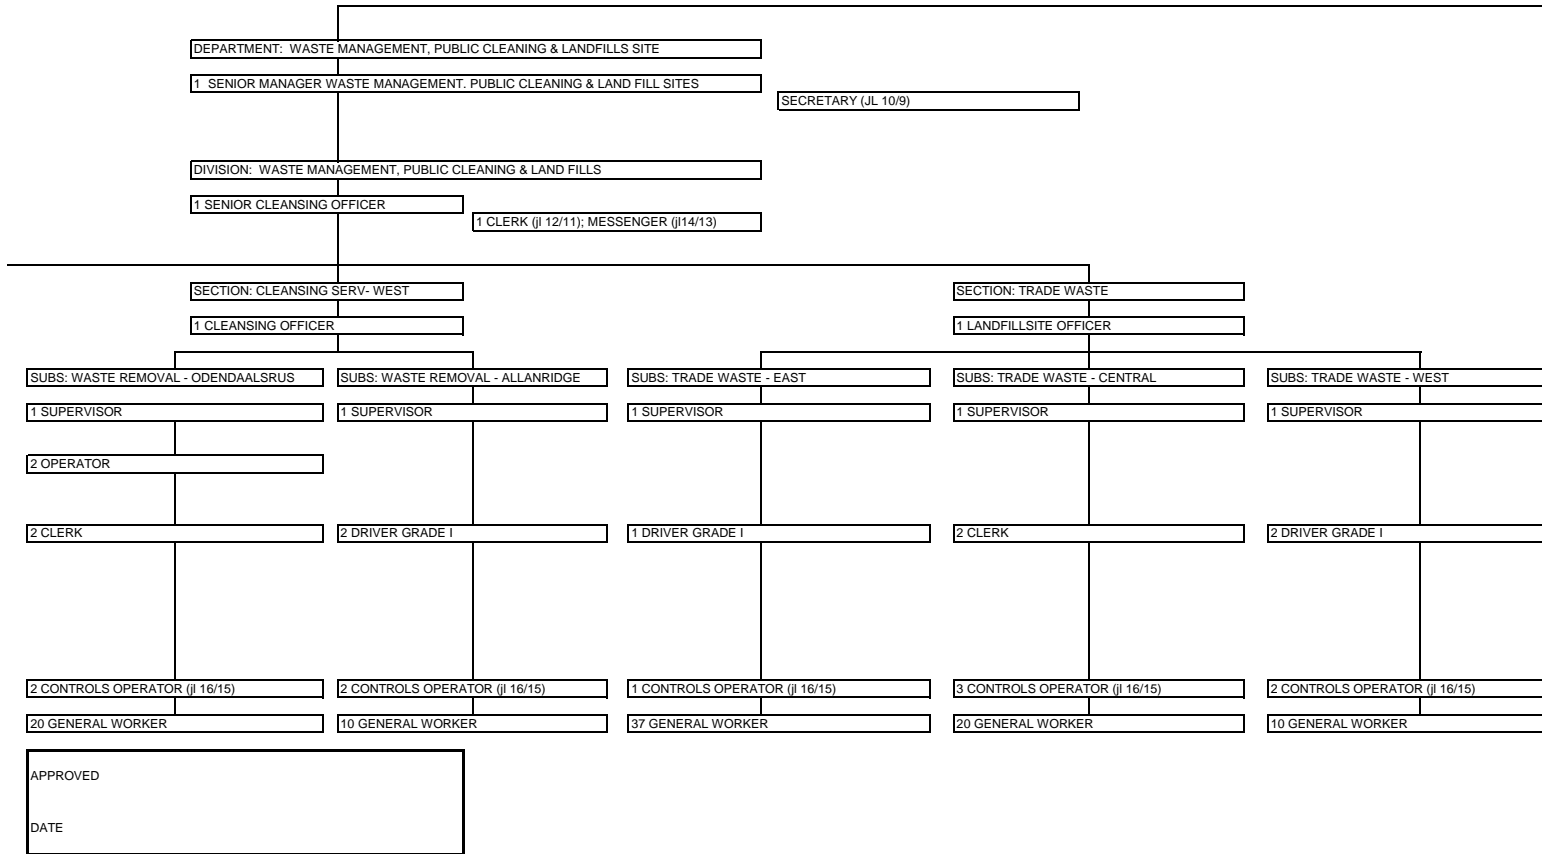 DEPARTMENT: WASTE MANAGEMENT, PUBLIC CLEANING & LANDFILLS SITE
1 SENIOR MANAGER WASTE MANAGEMENT. PUBLIC CLEANING & LAND FILL SITES
SECRETARY (JL 10/9)
DIVISION: WASTE MANAGEMENT, PUBLIC CLEANING & LAND FILLS
1 SENIOR CLEANSING OFFICER
1 CLERK (jl 12/11); MESSENGER (jl14/13)
SECTION: CLEANSING SERV- WEST
SECTION: TRADE WASTE
1 CLEANSING OFFICER
1 LANDFILLSITE OFFICER
SUBS: WASTE REMOVAL - ODENDAALSRUS
SUBS: WASTE REMOVAL - ALLANRIDGE
SUBS: TRADE WASTE - EAST
SUBS: TRADE WASTE - CENTRAL
SUBS: TRADE WASTE - WEST
1 SUPERVISOR
1 SUPERVISOR
1 SUPERVISOR
1 SUPERVISOR
1 SUPERVISOR
2 OPERATOR
2 CLERK
2 DRIVER GRADE I
1 DRIVER GRADE I
2 CLERK
2 DRIVER GRADE I
2 CONTROLS OPERATOR (jl 16/15)
2 CONTROLS OPERATOR (jl 16/15)
1 CONTROLS OPERATOR (jl 16/15)
3 CONTROLS OPERATOR (jl 16/15)
2 CONTROLS OPERATOR (jl 16/15)
20 GENERAL WORKER
10 GENERAL WORKER
37 GENERAL WORKER
20 GENERAL WORKER
10 GENERAL WORKER
APPROVED
DATE